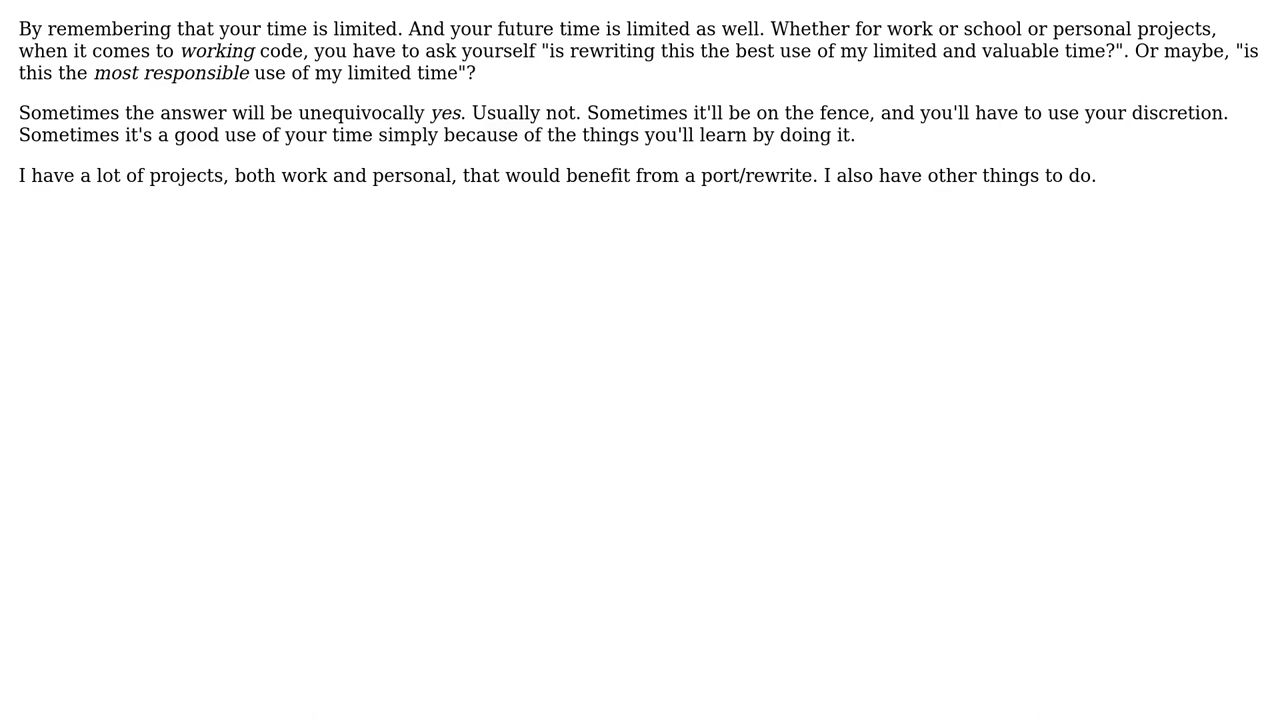 By remembering that your time is limited. And your future time is limited as well. Whether for work or school or personal projects,
when it comes to working code, you have to ask yourself "is rewriting this the best use of my limited and valuable time?". Or maybe, "is
this the most responsible use of my limited time"?
Sometimes the answer will be unequivocally yes. Usually not. Sometimes it'll be on the fence, and you'll have to use your discretion.
Sometimes it's a good use of your time simply because of the things you'll learn by doing it.
I have a lot of projects, both work and personal, that would benefit from a port/rewrite. I also have other things to do.